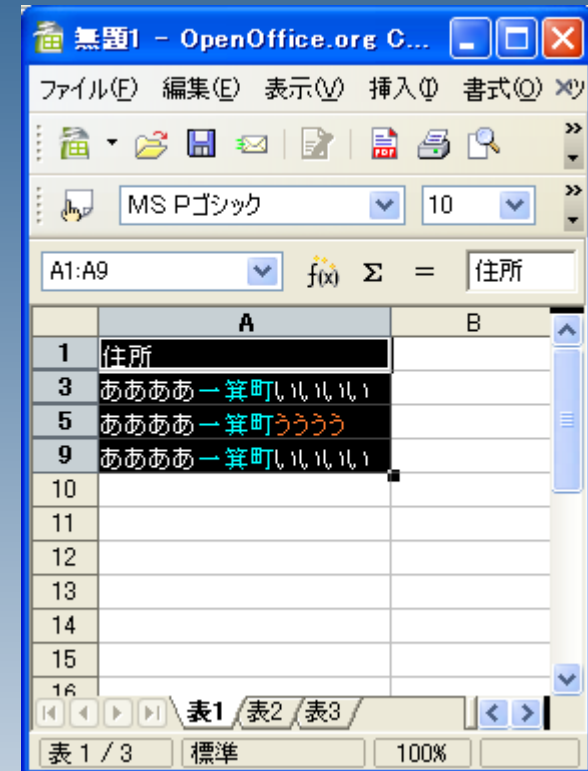 無題1 - OpenOffice.org C...
ファイル(F) 編集(E) 表示(V) 挿入(I) 書式(O)
PDF
MS Pゴシック 10
A1:A9 f(x) Σ = 住所
A B
1 住所
3 ああああ一箕町いいいい
5 ああああ一箕町うううう
9 ああああ一箕町いいいい
10
11
12
13
14
15
16
表1 表2 表3
表 1 / 3 標準 100%